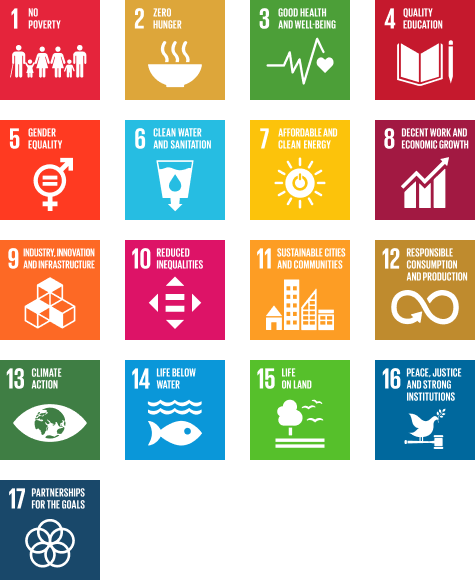 1 NO
POVERTY
2 ZERO
HUNGER
3 GOOD HEALTH
AND WELL-BEING
4 QUALITY
EDUCATION
5 GENDER
EQUALITY
6 CLEAN WATER
AND SANITATION
7 AFFORDABLE AND
CLEAN ENERGY
8 DECENT WORK AND
ECONOMIC GROWTH
9 INDUSTRY, INNOVATION
AND INFRASTRUCTURE
10 REDUCED
INEQUALITIES
11 SUSTAINABLE CITIES
AND COMMUNITIES
12 RESPONSIBLE
CONSUMPTION
AND PRODUCTION
13 CLIMATE
ACTION
14 LIFE BELOW
WATER
15 LIFE
ON LAND
16 PEACE, JUSTICE
AND STRONG
INSTITUTIONS
17 PARTNERSHIPS
FOR THE GOALS